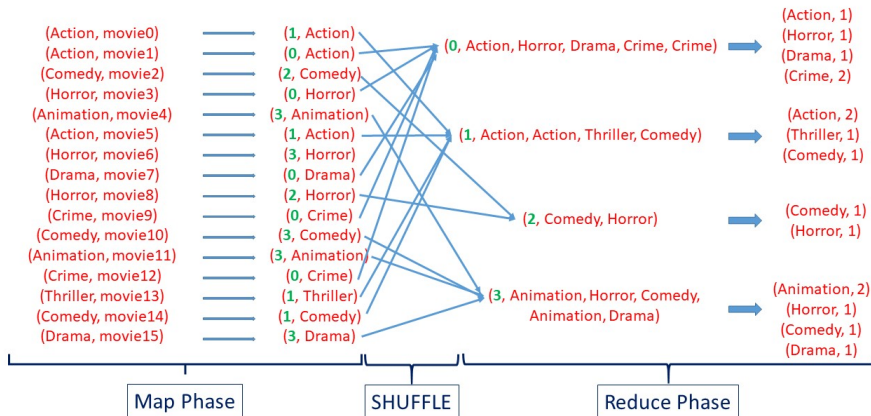 (Action, movie0)
(Action, movie1)
(Comedy, movie2)
(Horror, movie3)
(Animation, movie4)
(Action, movie5)
(Horror, movie6)
(Drama, movie7)
(Horror, movie8)
(Crime, movie9)
(Comedy, movie10)
(Animation, movie11)
(Crime, movie12)
(Thriller, movie13)
(Comedy, movie14)
(Drama, movie15)
(1, Action)
(0, Action)
(2, Comedy)
(0, Horror)
(3, Animation)
(1, Action)
(3, Horror)
(0, Drama)
(2, Horror)
(0, Crime)
(3, Comedy)
(3, Animation)
(0, Crime)
(1, Thriller)
(1, Comedy)
(3, Drama)
(0, Action, Horror, Drama, Crime, Crime)
(1, Action, Action, Thriller, Comedy)
(2, Comedy, Horror)
(3, Animation, Horror, Comedy,
Animation, Drama)
(Action, 1)
(Horror, 1)
(Drama, 1)
(Crime, 2)
(Action, 2)
(Thriller, 1)
(Comedy, 1)
(Comedy, 1)
(Horror, 1)
(Animation, 2)
(Horror, 1)
(Comedy, 1)
(Drama, 1)
Map Phase
SHUFFLE
Reduce Phase